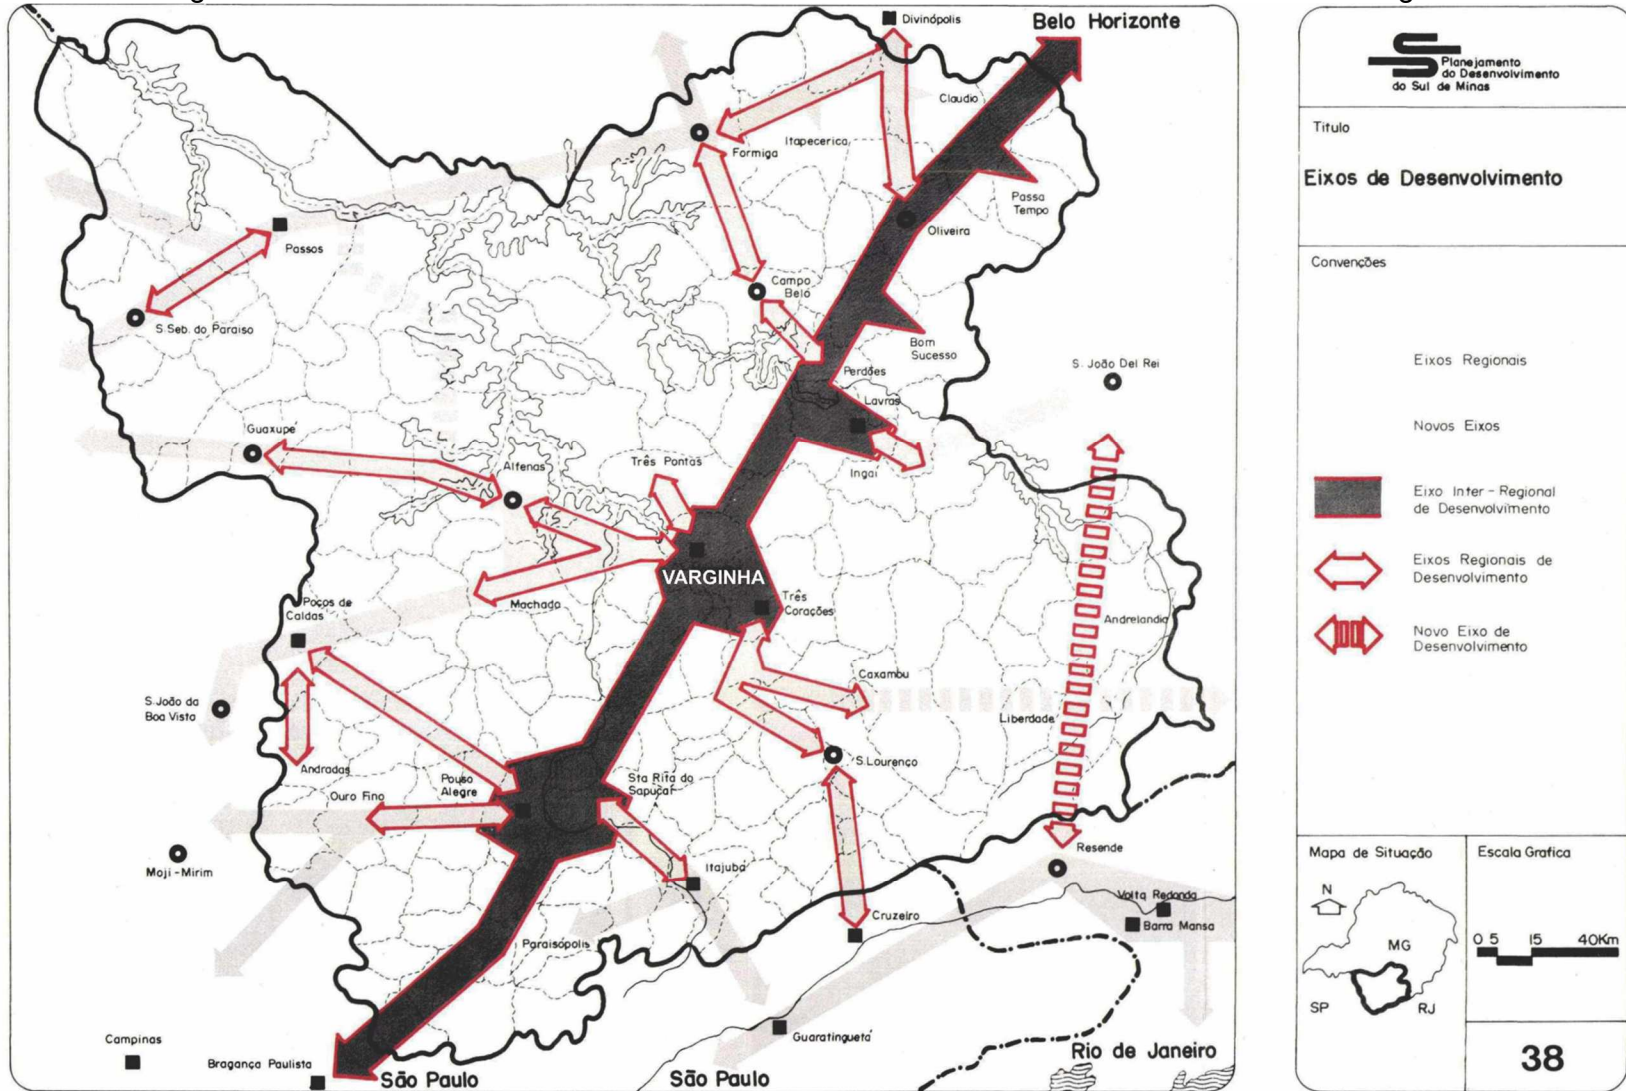 Divinópolis
Belo Horizonte
Claudio
Formiga
Itapecerica
Passa
Tempo
Oliveira
Passos
Campo
Belo
S. Seb. do Paraiso
Bom
Sucesso
S. João Del Rei
Perdões
Lavras
Guaxupé
Alfenas
Três Pontas
Ingaí
VARGINHA
Machado
Três
Corações
Poços de
Caldas
Andrelandia
Caxambu
S. João da
Boa Vista
Liberdade
S. Lourenço
Andradas
Pouso
Alegre
Sta Rita do
Sapucaí
Ouro Fino
Moji-Mirim
Itajubá
Resende
Volta Redonda
Barra Mansa
Cruzeiro
Paraisópolis
Guaratinguetá
Campinas
Bragança Paulista
São Paulo
São Paulo
Rio de Janeiro
Planejamento
do Desenvolvimento
do Sul de Minas
Titulo
Eixos de Desenvolvimento
Convenções
Eixos Regionais
Novos Eixos
Eixo Inter-Regional
de Desenvolvimento
Eixos Regionais de
Desenvolvimento
Novo Eixo de
Desenvolvimento
Mapa de Situação
N
MG
SP
RJ
Escala Grafica
0 5 15 40Km
38